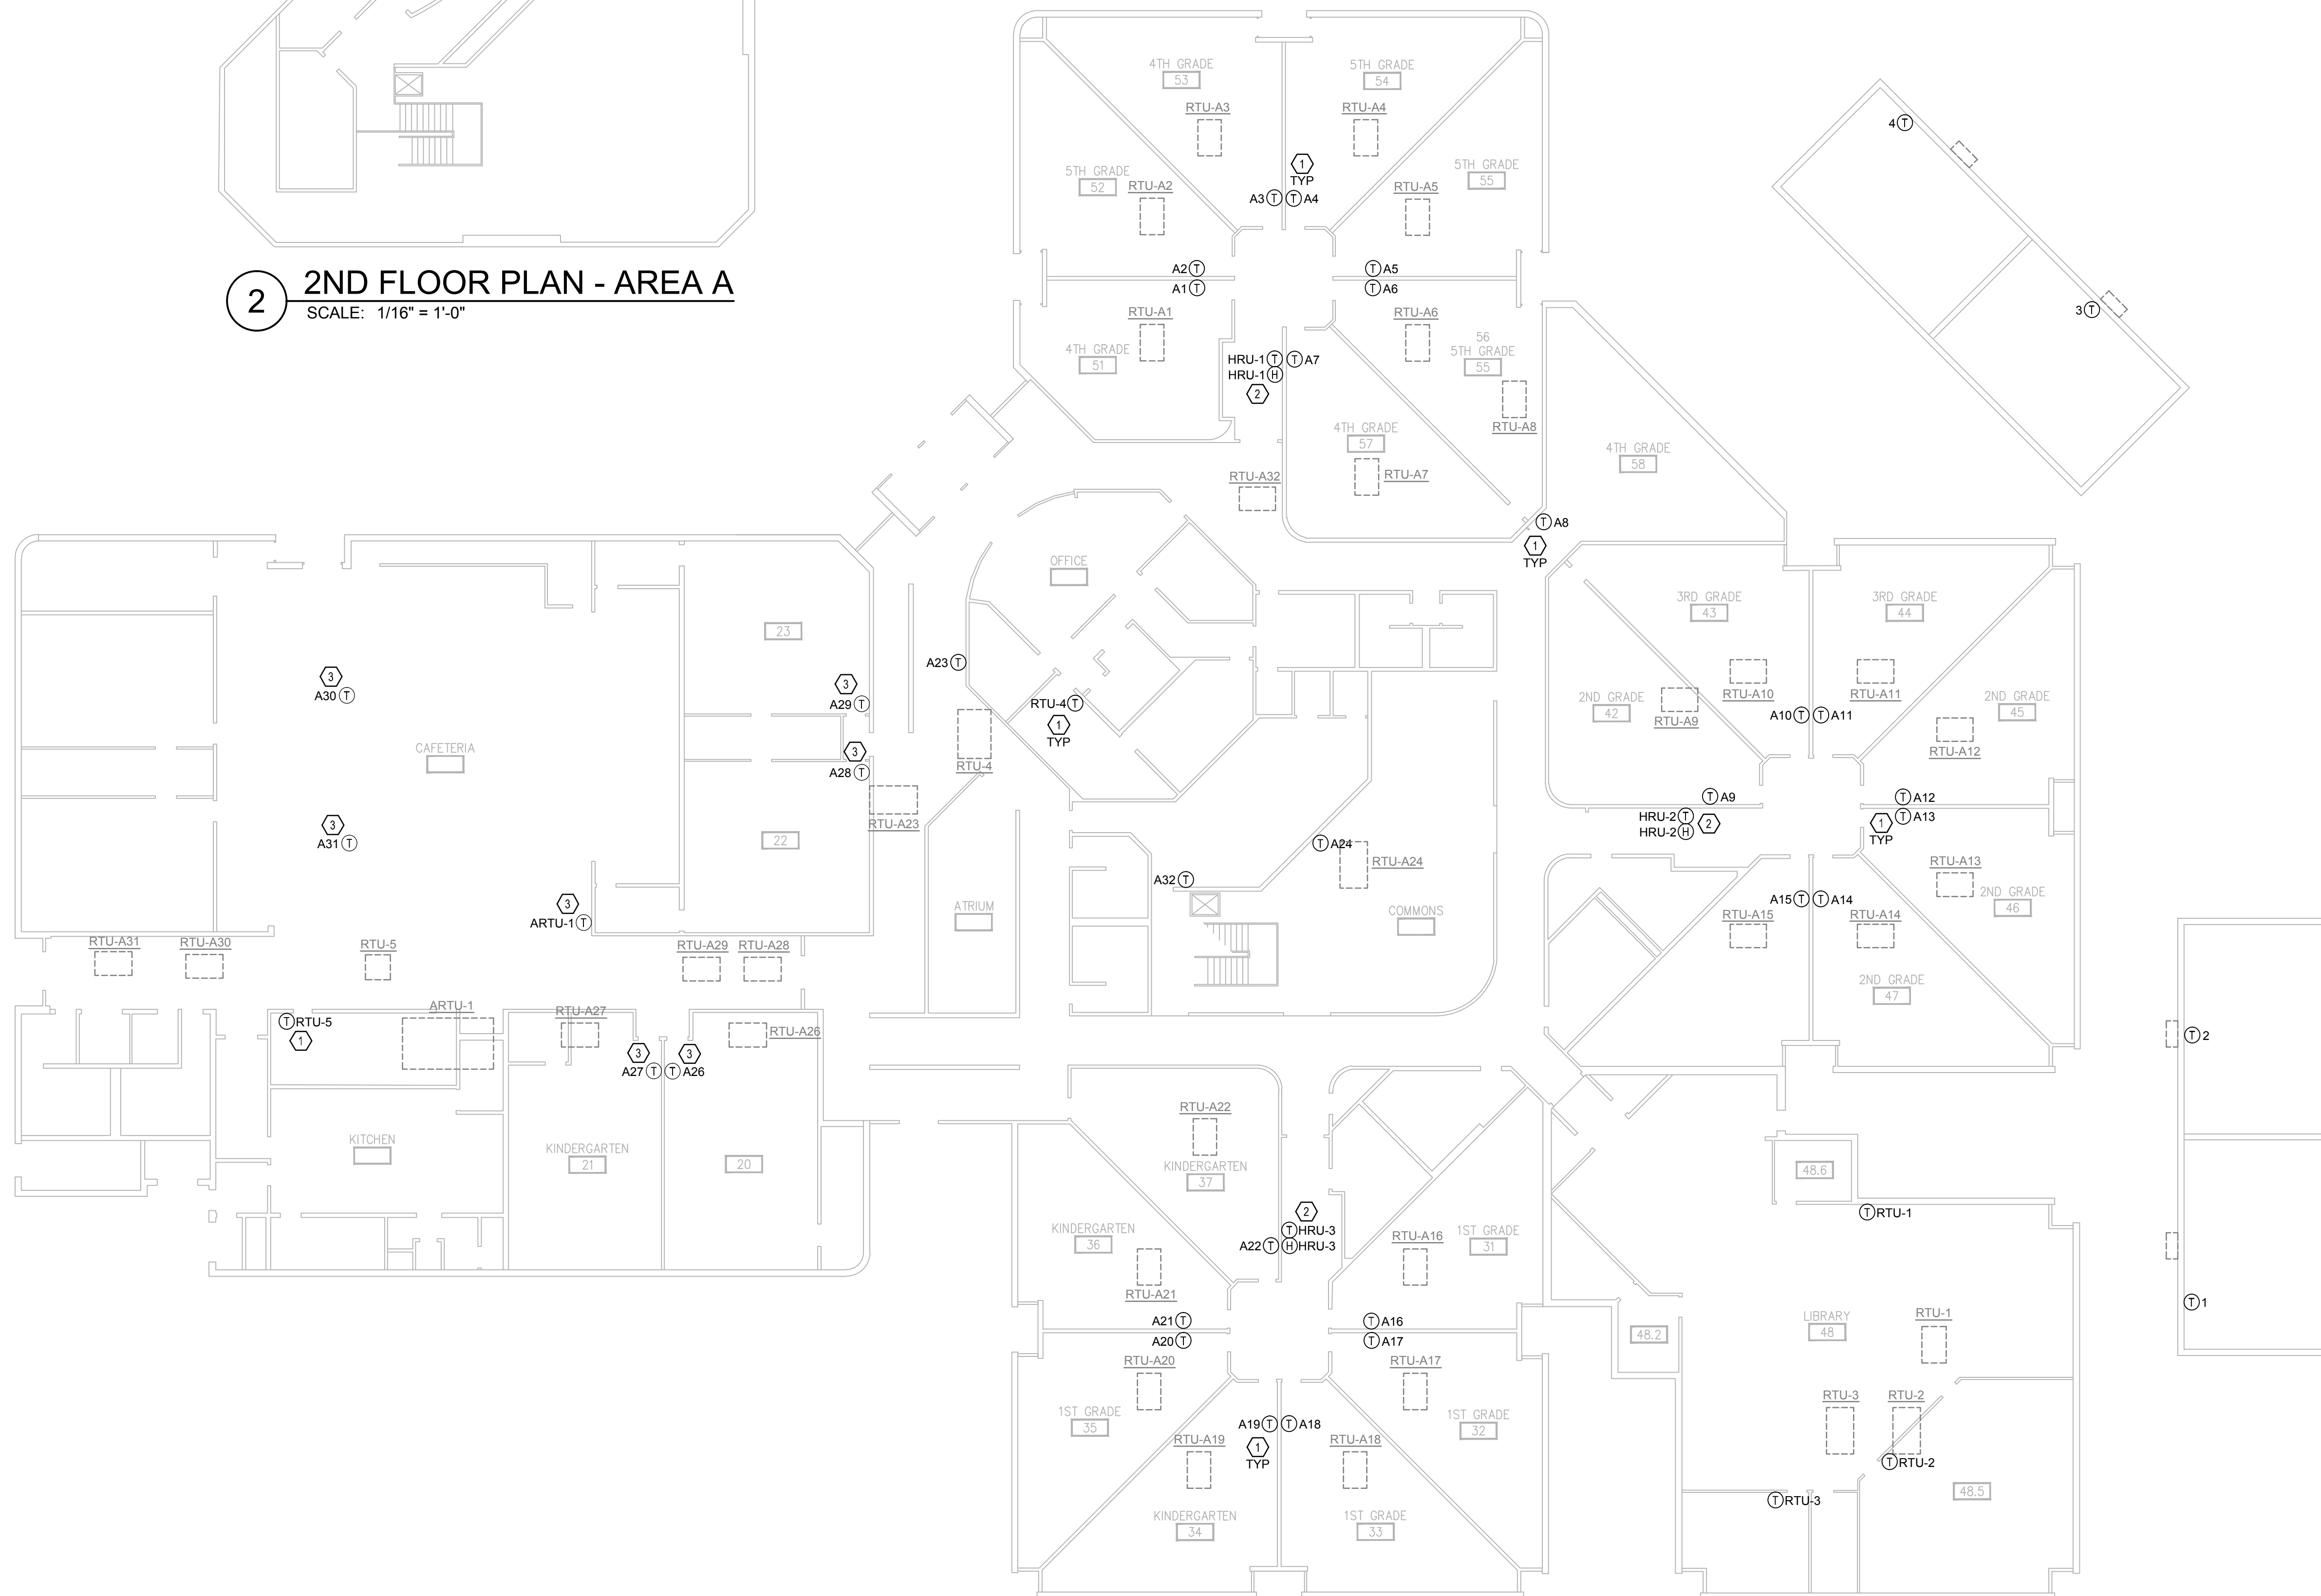 2
2ND FLOOR PLAN - AREA A
SCALE: 1/16" = 1'-0"
4TH GRADE
53
5TH GRADE
54
RTU-A3
RTU-A4
4 T
5TH GRADE
52
RTU-A2
1
TYP
A3 T
T A4
RTU-A5
5TH GRADE
55
A2 T
A1 T
T A5
T A6
3 T
RTU-A1
4TH GRADE
51
RTU-A6
56
5TH GRADE
55
HRU-1 T
HRU-1 H
2
T A7
RTU-A8
4TH GRADE
57
RTU-A7
RTU-A32
4TH GRADE
58
T A8
1
TYP
OFFICE
23
3RD GRADE
43
3RD GRADE
44
A23 T
3
A30 T
3
A29 T
RTU-4 T
1
TYP
RTU-4
2ND GRADE
42
RTU-A9
RTU-A10
RTU-A11
A10 T
T A11
2ND GRADE
45
RTU-A12
CAFETERIA
3
A28 T
RTU-A23
22
3
A31 T
T A9
HRU-2 T
HRU-2 H
2
T A12
T A13
1
TYP
T A24
RTU-A24
A32 T
COMMONS
ATRIUM
3
ARTU-1 T
RTU-A13
2ND GRADE
46
A15 T
T A14
RTU-A15
RTU-A14
2ND GRADE
47
RTU-A31
RTU-A30
RTU-5
RTU-A29
RTU-A28
ARTU-1
RTU-A27
RTU-A26
T RTU-5
1
3
A27 T
3
T A26
T 2
KITCHEN
KINDERGARTEN
21
20
RTU-A22
KINDERGARTEN
37
48.6
T RTU-1
2
T HRU-3
A22 T
H HRU-3
KINDERGARTEN
36
RTU-A21
RTU-A16
1ST GRADE
31
T 1
A21 T
A20 T
T A16
T A17
48.2
LIBRARY
48
RTU-1
RTU-A20
RTU-A17
1ST GRADE
35
1ST GRADE
32
RTU-3
RTU-2
A19 T
T A18
1
TYP
RTU-A19
RTU-A18
T RTU-2
T RTU-3
48.5
KINDERGARTEN
34
1ST GRADE
33